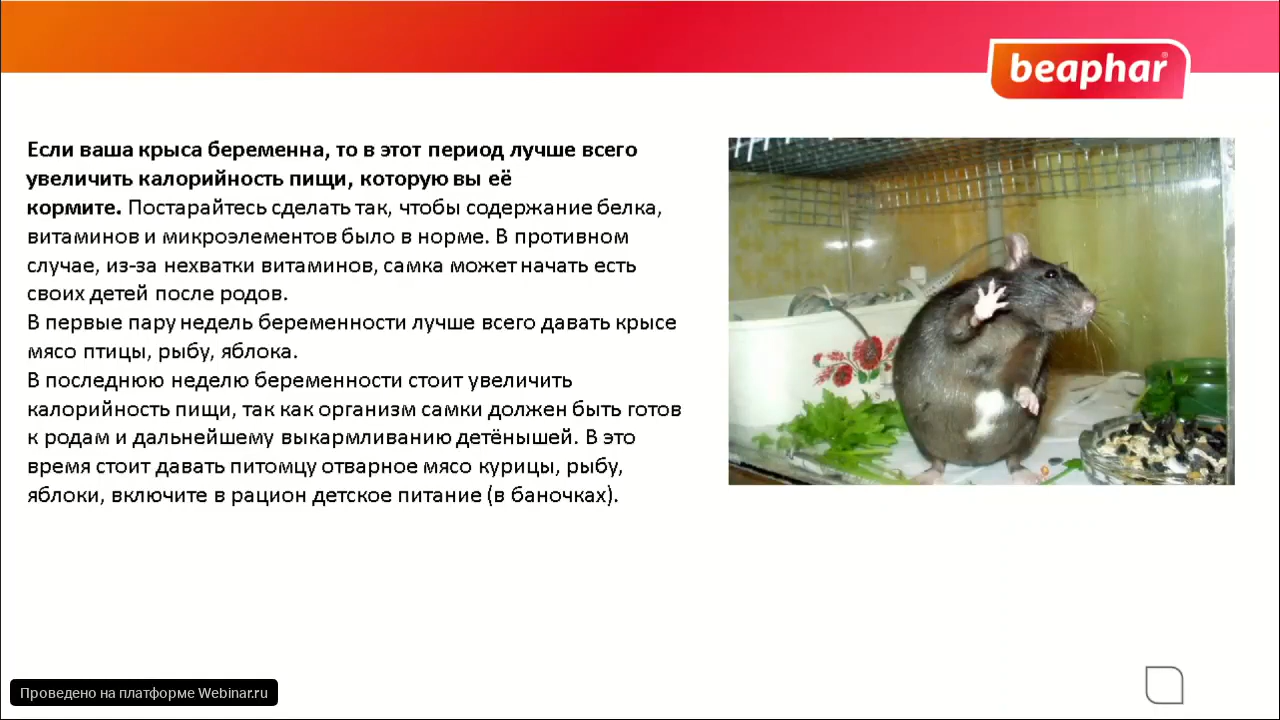 beaphar
Если ваша крыса беременна, то в этот период лучше всего
увеличить калорийность пищи, которую вы её
кормите. Постарайтесь сделать так, чтобы содержание белка,
витаминов и микроэлементов было в норме. В противном
случае, из-за нехватки витаминов, самка может начать есть
своих детей после родов.
В первые пару недель беременности лучше всего давать крысе
мясо птицы, рыбу, яблока.
В последнюю неделю беременности стоит увеличить
калорийность пищи, так как организм самки должен быть готов
к родам и дальнейшему выкармливанию детёнышей. В это
время стоит давать питомцу отварное мясо курицы, рыбу,
яблоки, включите в рацион детское питание (в баночках).
Проведено на платформе Webinar.ru